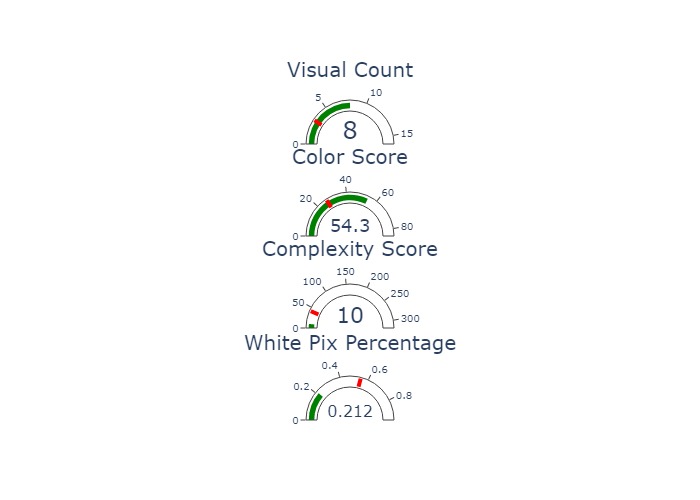 Visual Count
0 5 10 15
8
Color Score
0 20 40 60 80
54.3
Complexity Score
0 50 100 150 200 250 300
10
White Pix Percentage
0 0.2 0.4 0.6 0.8
0.212